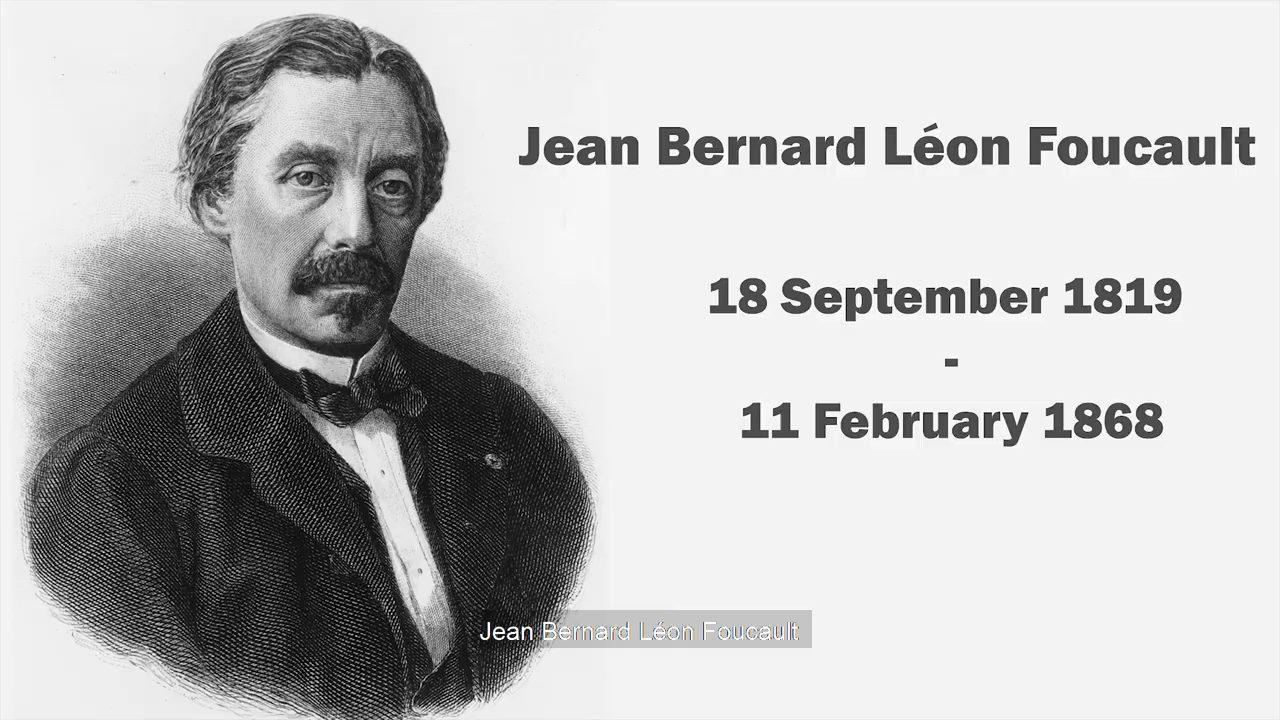 Jean Bernard Léon Foucault
18 September 1819
-
11 February 1868
Jean Bernard Léon Foucault